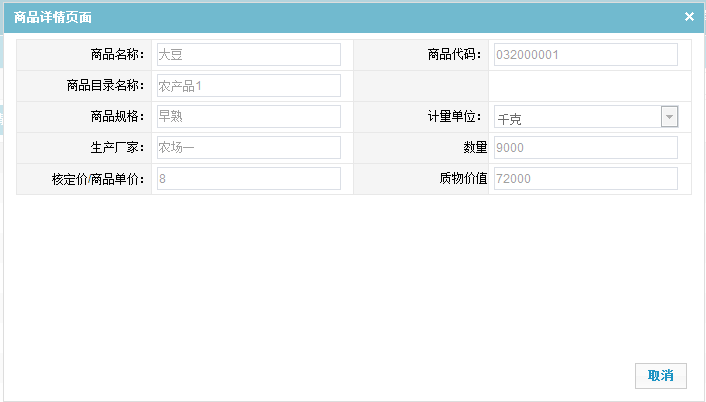 商品详情页面
商品名称： 大豆 商品代码： 032000001
商品目录名称： 农产品1
商品规格： 早熟 计量单位： 千克
生产厂家： 农场一 数量 9000
核定价/商品单价： 8 质物价值 72000
取消